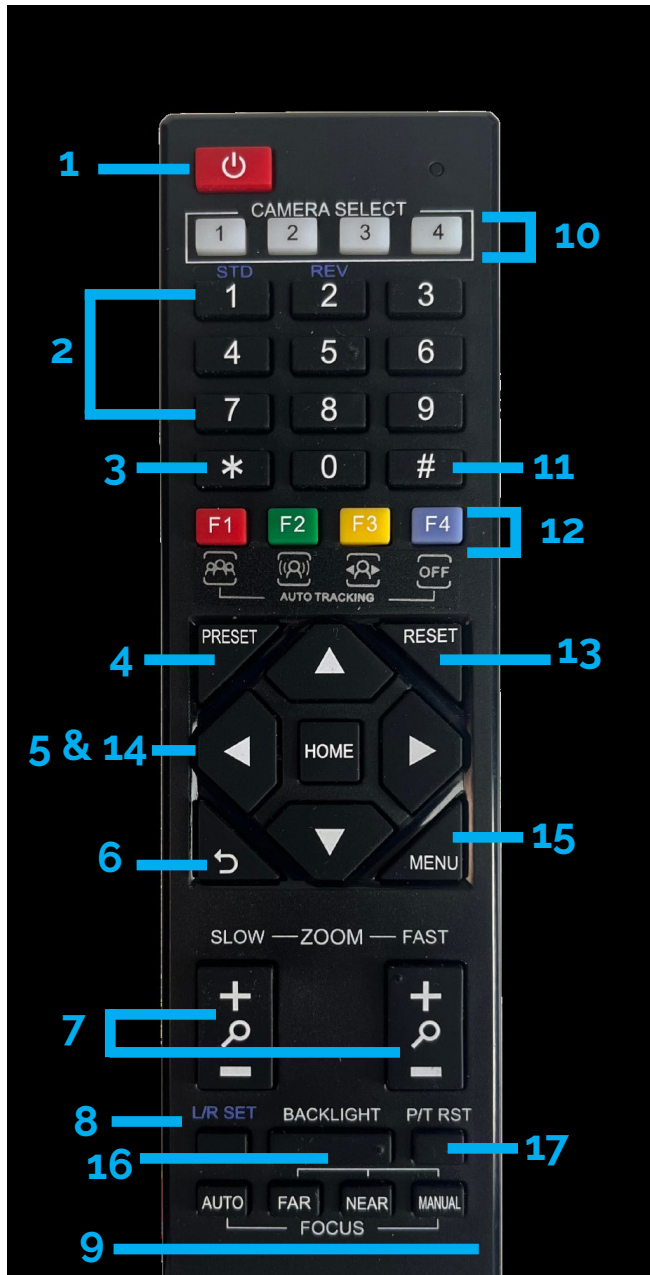 1
CAMERA SELECT
1 2 3 4
10
STD REV
1 2 3
2
4 5 6
7 8 9
3
* 0 #
11
F1 F2 F3 F4
12
OFF
AUTO TRACKING
PRESET RESET
4
13
5 & 14
HOME
6
MENU
15
SLOW ZOOM FAST
+ +
7
− −
8
L/R SET BACKLIGHT P/T RST
16
17
AUTO FAR NEAR MANUAL
FOCUS
9